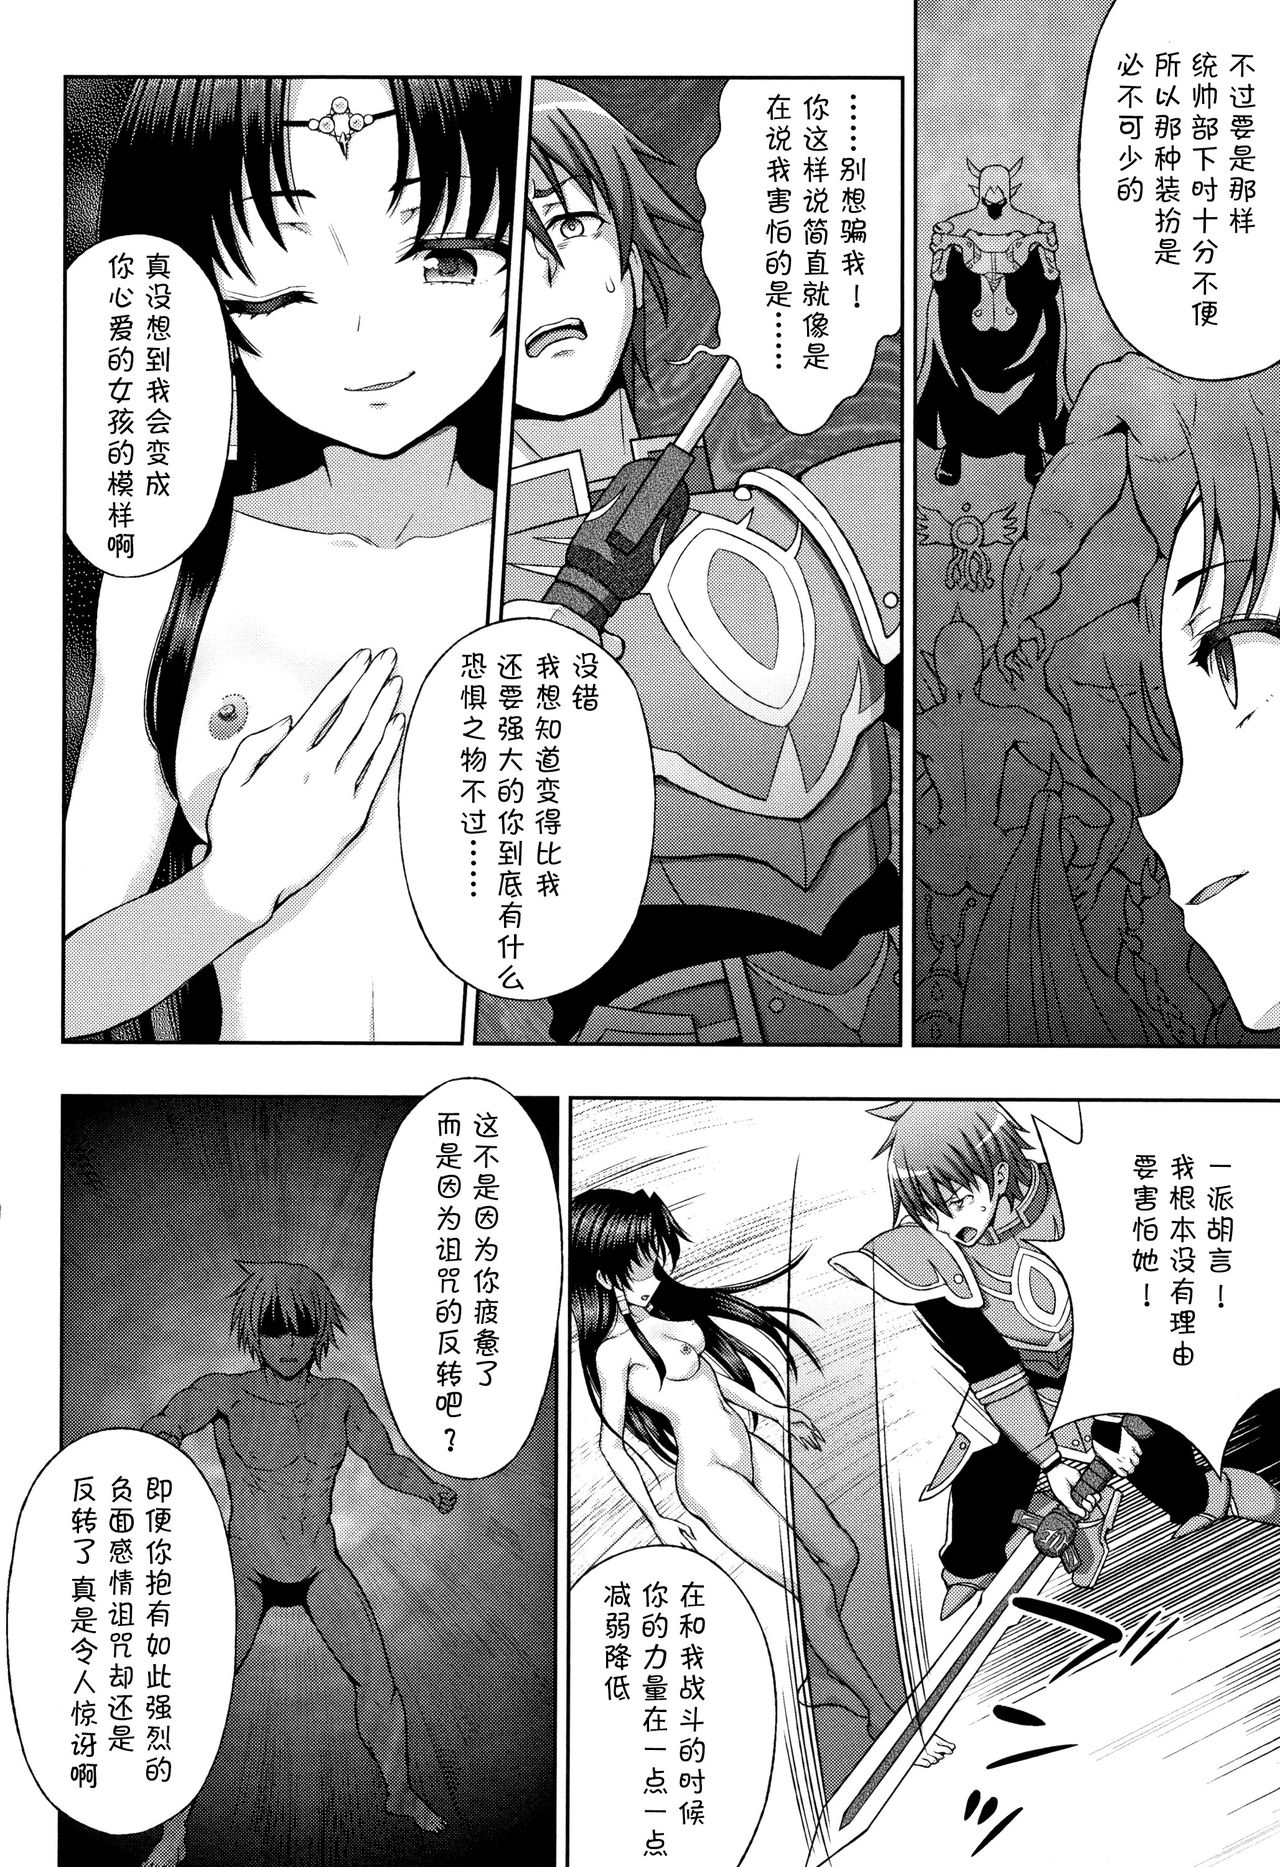 不过要是那样
统帅部下时十分不便
所以那种装扮是
必不可少的
……别想骗我！
你这样说简直就像是
在说我害怕的是……
没错
我想知道变得比我
还要强大的你到底有什么
恐惧之物不过……
真没想到我会变成
你心爱的女孩的模样啊
一派胡言！
我根本没有理由
要害怕她！
在和我战斗的时候
你的力量在一点一点
减弱降低
这不是因为你疲惫了
而是因为诅咒的反转吧？
即便你抱有如此强烈的
负面感情诅咒却还是
反转了真是令人惊讶啊